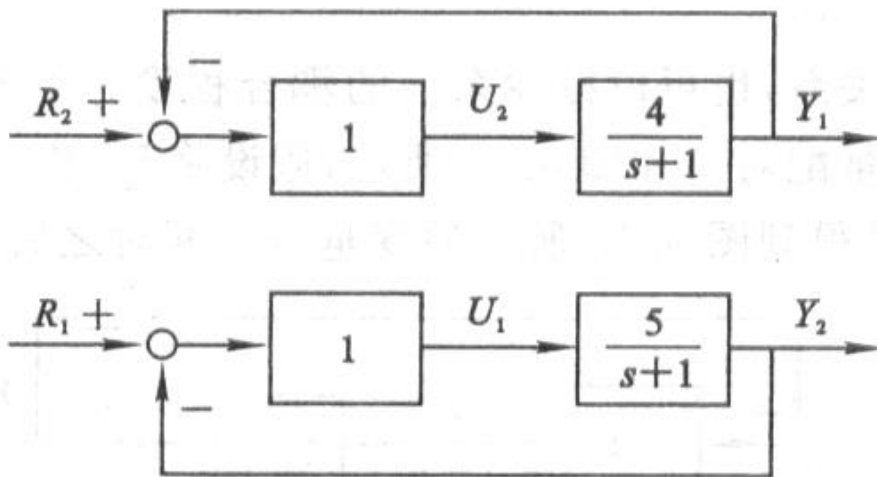 −
R₂ +
1
U₂
4
s+1
Y₁
R₁ +
1
U₁
5
s+1
Y₂
−